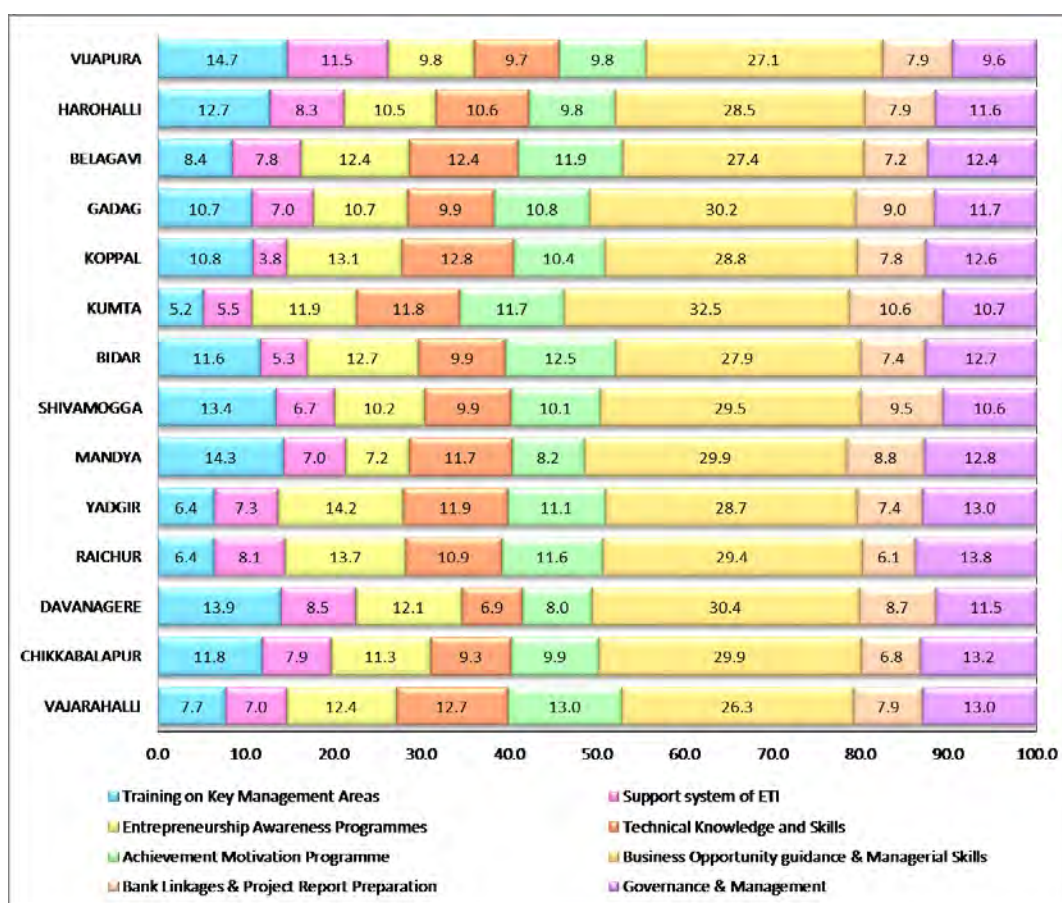 VIJAPURA 14.7 11.5 9.8 9.7 9.8 27.1 7.9 9.6
HAROHALLI 12.7 8.3 10.5 10.6 9.8 28.5 7.9 11.6
BELAGAVI 8.4 7.8 12.4 12.4 11.9 27.4 7.2 12.4
GADAG 10.7 7.0 10.7 9.9 10.8 30.2 9.0 11.7
KOPPAL 10.8 3.8 13.1 12.8 10.4 28.8 7.8 12.6
KUMTA 5.2 5.5 11.9 11.8 11.7 32.5 10.6 10.7
BIDAR 11.6 5.3 12.7 9.9 12.5 27.9 7.4 12.7
SHIVAMOGGA 13.4 6.7 10.2 9.9 10.1 29.5 9.5 10.6
MANDYA 14.3 7.0 7.2 11.7 8.2 29.9 8.8 12.8
YADGIR 6.4 7.3 14.2 11.9 11.1 28.7 7.4 13.0
RAICHUR 6.4 8.1 13.7 10.9 11.6 29.4 6.1 13.8
DAVANAGERE 13.9 8.5 12.1 6.9 8.0 30.4 8.7 11.5
CHIKKABALAPUR 11.8 7.9 11.3 9.3 9.9 29.9 6.8 13.2
VAJARAHALLI 7.7 7.0 12.4 12.7 13.0 26.3 7.9 13.0
0.0 10.0 20.0 30.0 40.0 50.0 60.0 70.0 80.0 90.0 100.0
Training on Key Management Areas Support system of ETI
Entrepreneurship Awareness Programmes Technical Knowledge and Skills
Achievement Motivation Programme Business Opportunity guidance & Managerial Skills
Bank Linkages & Project Report Preparation Governance & Management